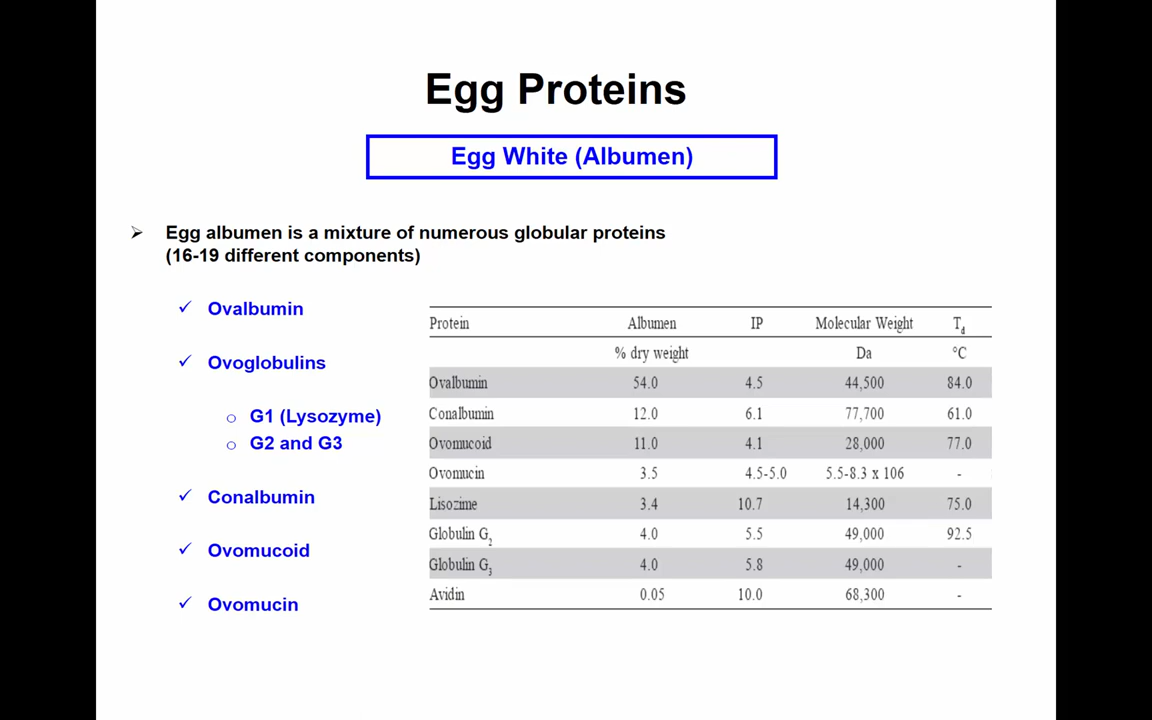 Egg Proteins
Egg White (Albumen)
Egg albumen is a mixture of numerous globular proteins
(16-19 different components)
Ovalbumin
Ovoglobulins
G1 (Lysozyme)
G2 and G3
Conalbumin
Ovomucoid
Ovomucin
Protein Albumen IP Molecular Weight Td
% dry weight Da °C
Ovalbumin 54.0 4.5 44,500 84.0
Conalbumin 12.0 6.1 77,700 61.0
Ovomucoid 11.0 4.1 28,000 77.0
Ovomucin 3.5 4.5-5.0 5.5-8.3 x 106 -
Lisozime 3.4 10.7 14,300 75.0
Globulin G2 4.0 5.5 49,000 92.5
Globulin G3 4.0 5.8 49,000 -
Avidin 0.05 10.0 68,300 -